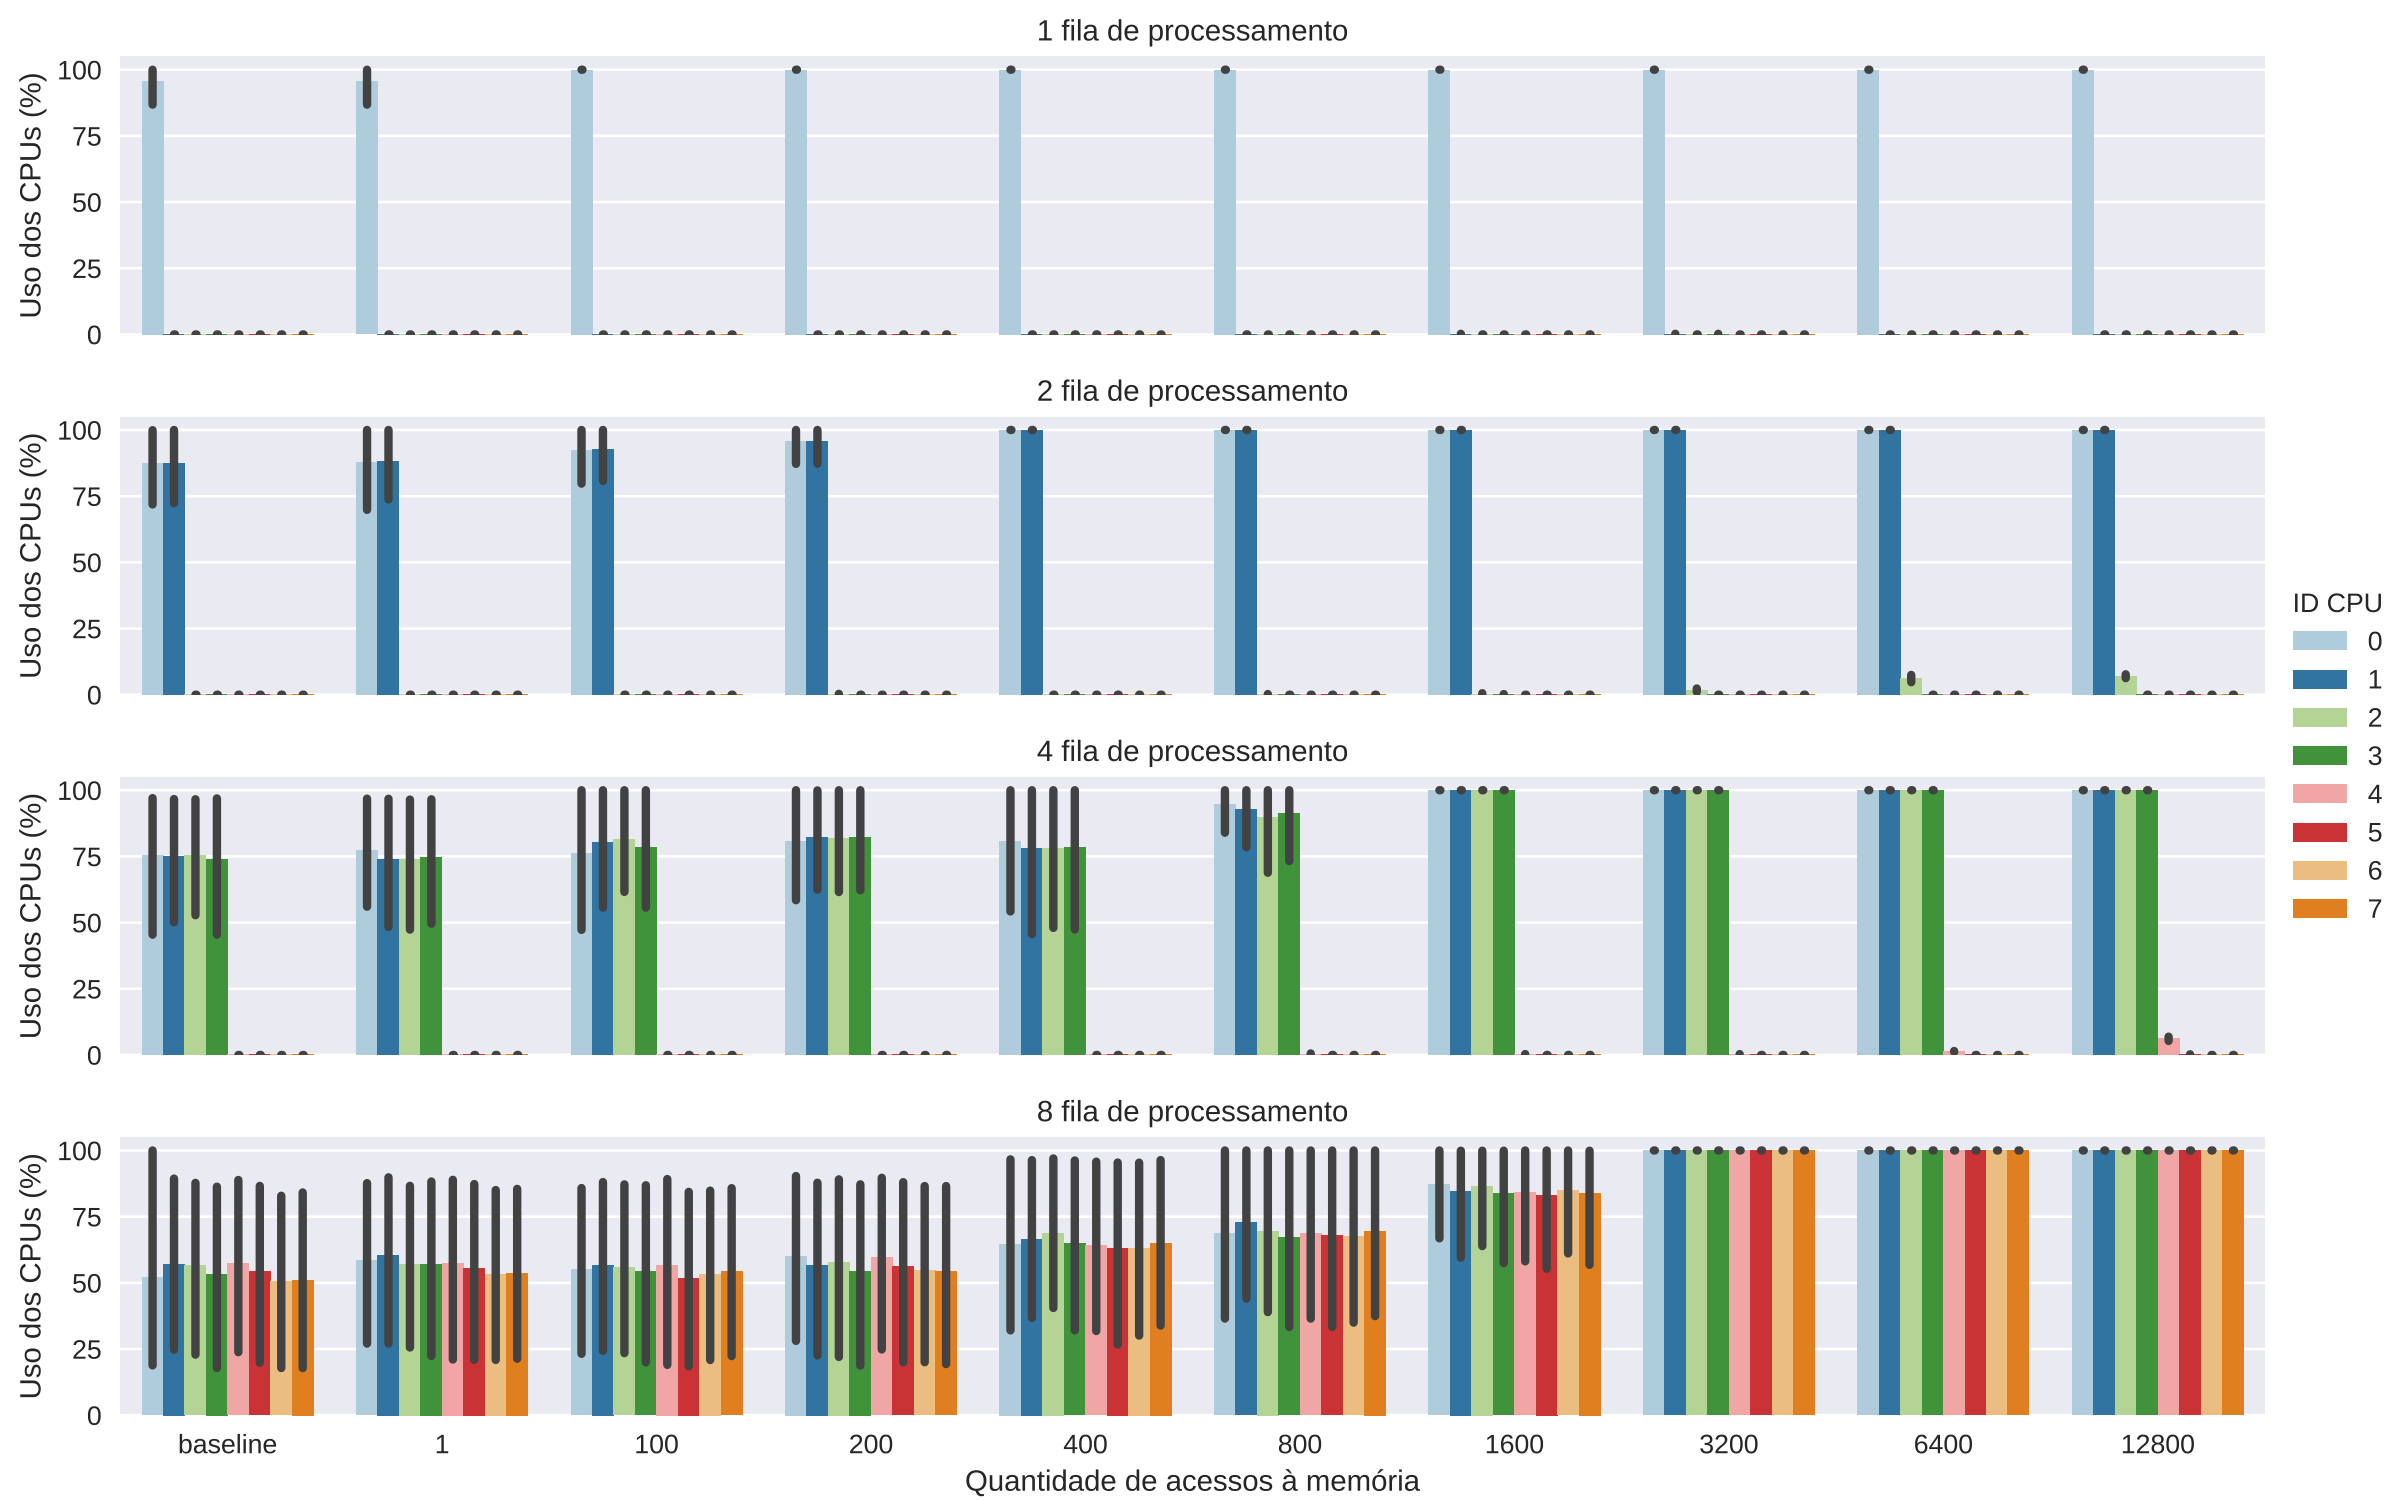 1 fila de processamento
Uso dos CPUs (%)
100
75
50
25
0
2 fila de processamento
Uso dos CPUs (%)
100
75
50
25
0
4 fila de processamento
Uso dos CPUs (%)
100
75
50
25
0
8 fila de processamento
Uso dos CPUs (%)
100
75
50
25
0
baseline 1 100 200 400 800 1600 3200 6400 12800
Quantidade de acessos à memória
ID CPU
0
1
2
3
4
5
6
7